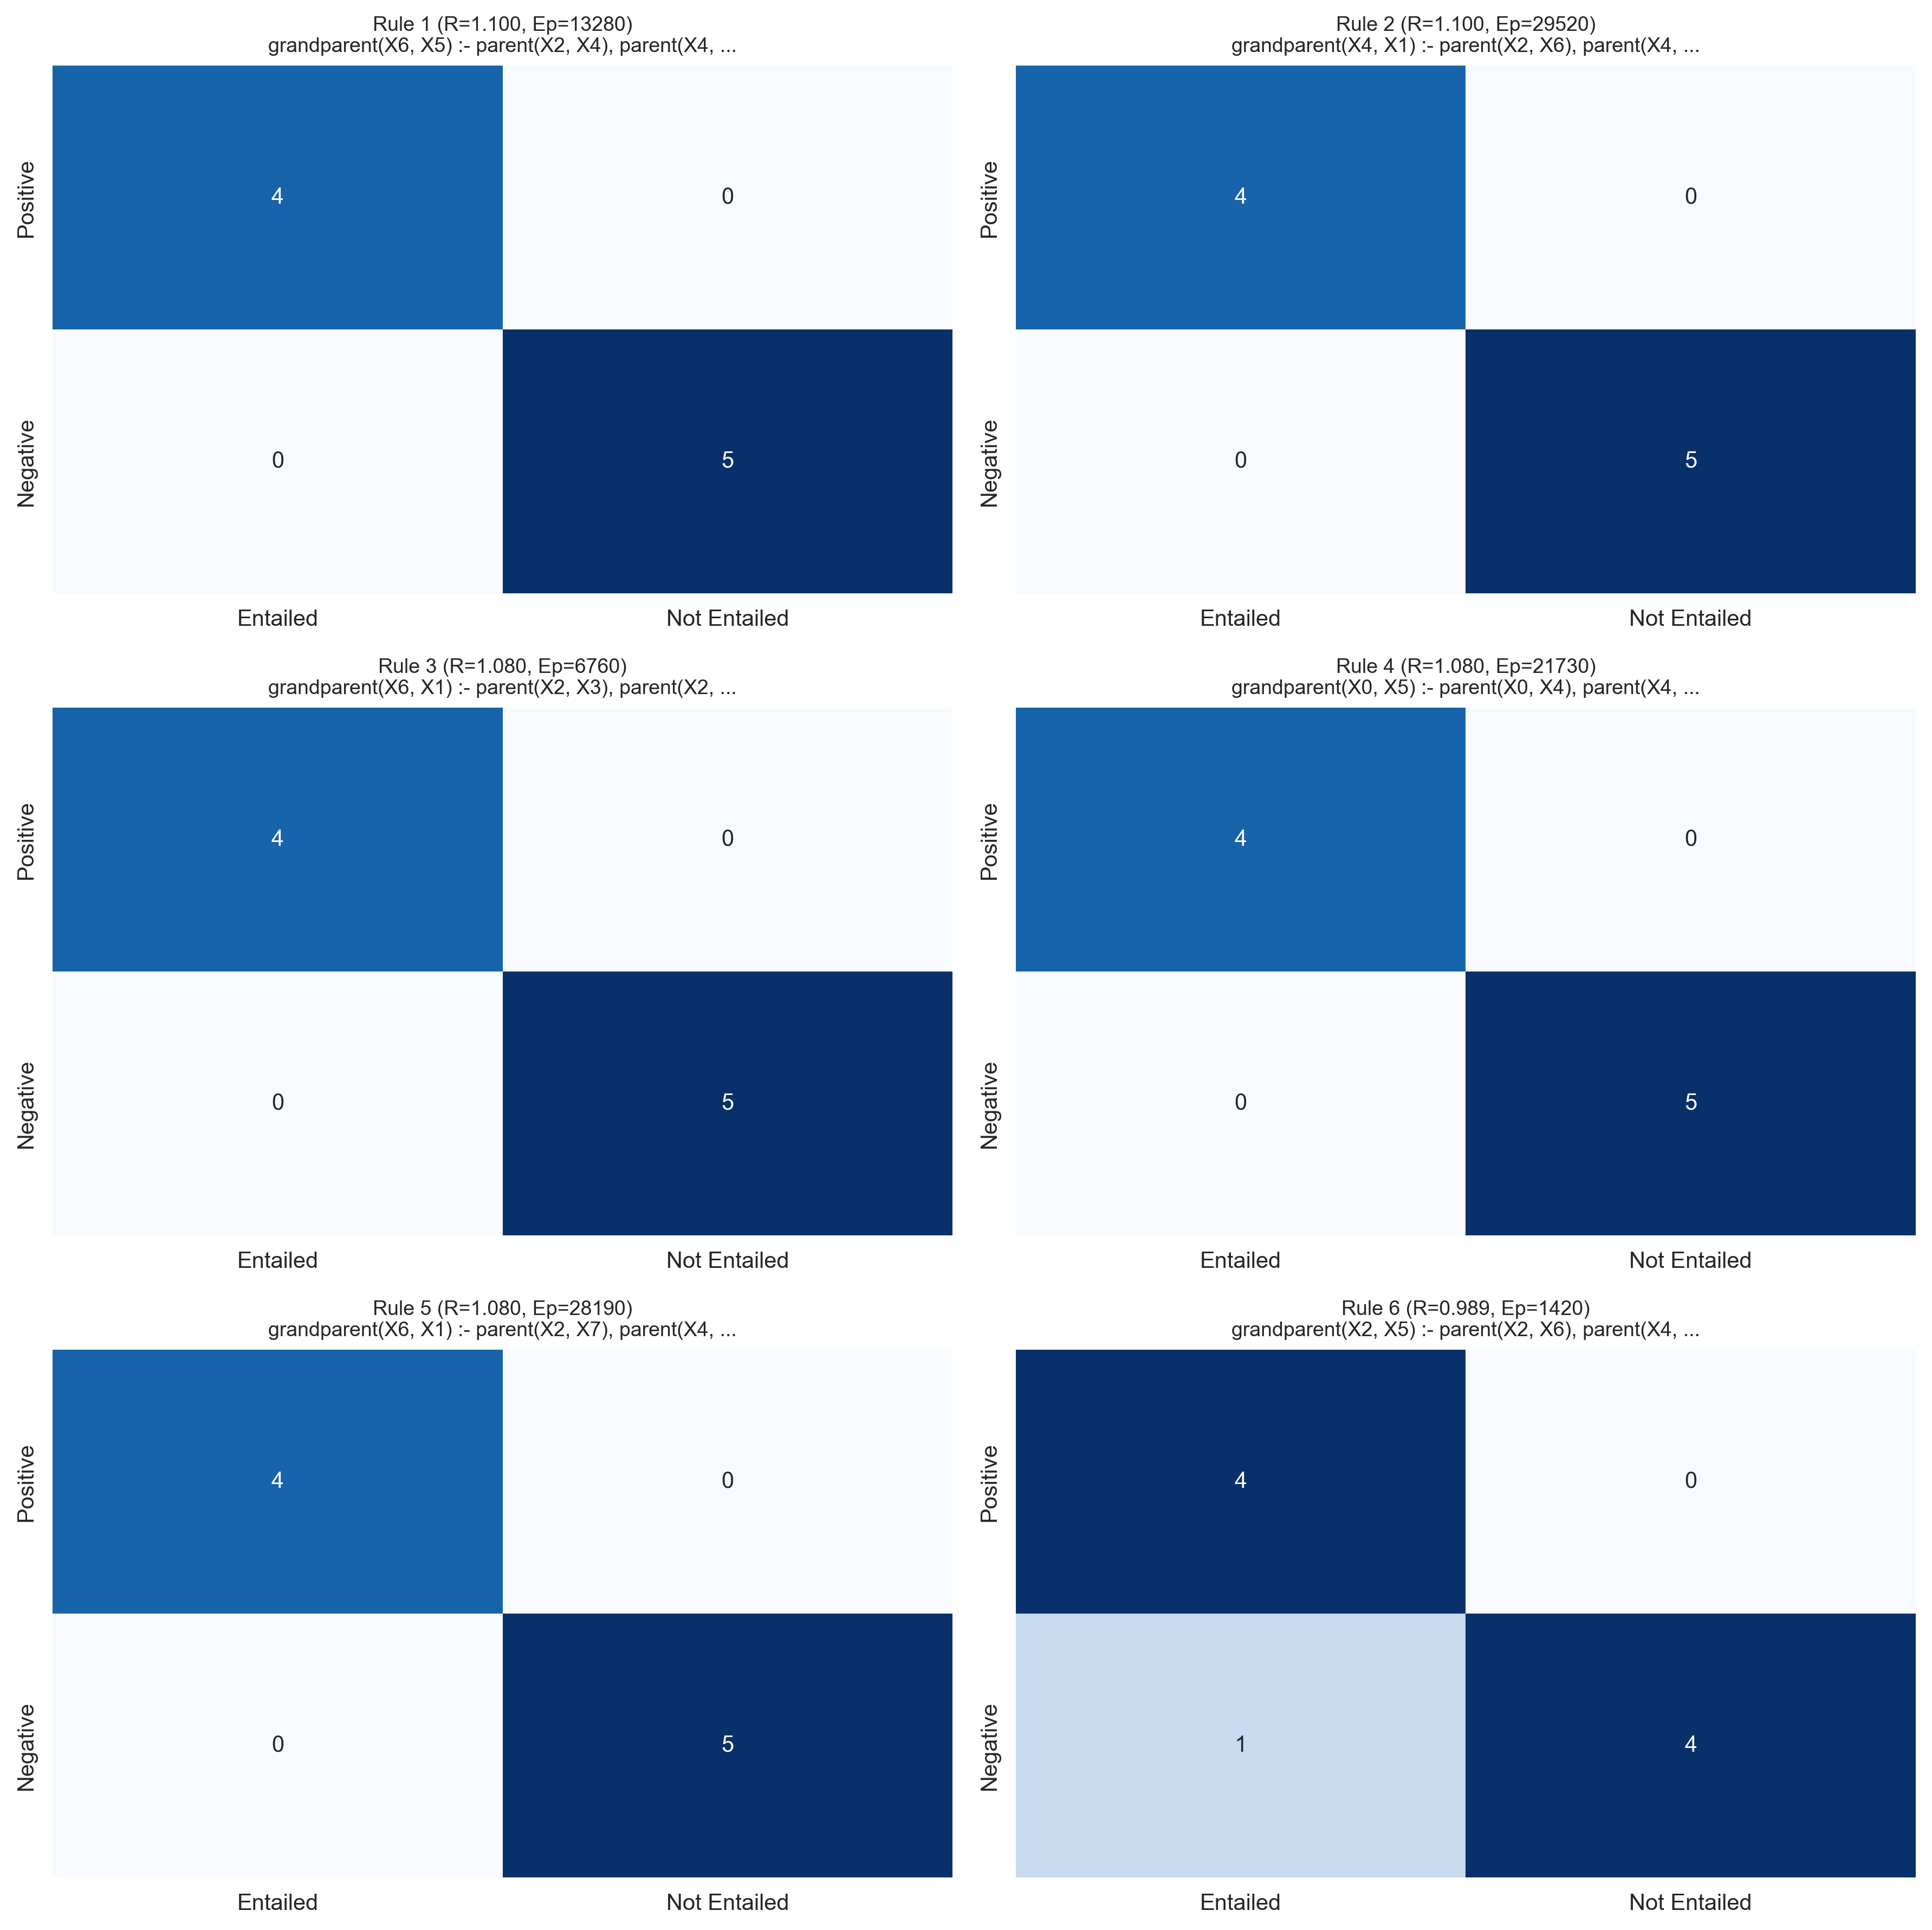 Rule 1 (R=1.100, Ep=13280)
grandparent(X6, X5) :- parent(X2, X4), parent(X4, ...
Positive
4
0
Negative
0
5
Entailed
Not Entailed
Rule 2 (R=1.100, Ep=29520)
grandparent(X4, X1) :- parent(X2, X6), parent(X4, ...
Positive
4
0
Negative
0
5
Entailed
Not Entailed
Rule 3 (R=1.080, Ep=6760)
grandparent(X6, X1) :- parent(X2, X3), parent(X2, ...
Positive
4
0
Negative
0
5
Entailed
Not Entailed
Rule 4 (R=1.080, Ep=21730)
grandparent(X0, X5) :- parent(X0, X4), parent(X4, ...
Positive
4
0
Negative
0
5
Entailed
Not Entailed
Rule 5 (R=1.080, Ep=28190)
grandparent(X6, X1) :- parent(X2, X7), parent(X4, ...
Positive
4
0
Negative
0
5
Entailed
Not Entailed
Rule 6 (R=0.989, Ep=1420)
grandparent(X2, X5) :- parent(X2, X6), parent(X4, ...
Positive
4
0
Negative
1
4
Entailed
Not Entailed